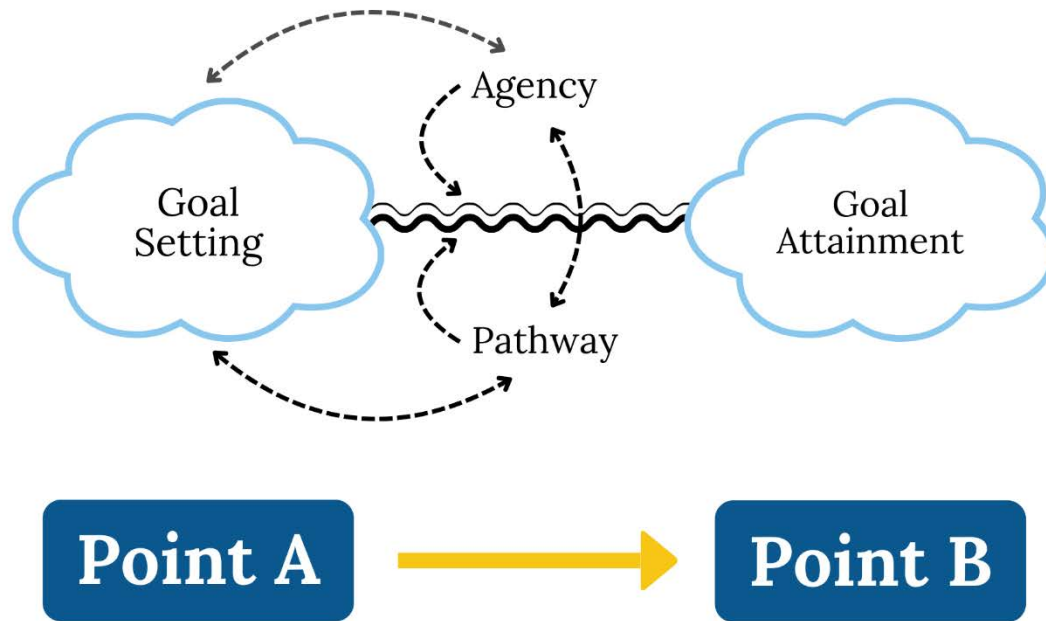 Agency
Goal
Setting
Goal
Attainment
Pathway
Point A
Point B